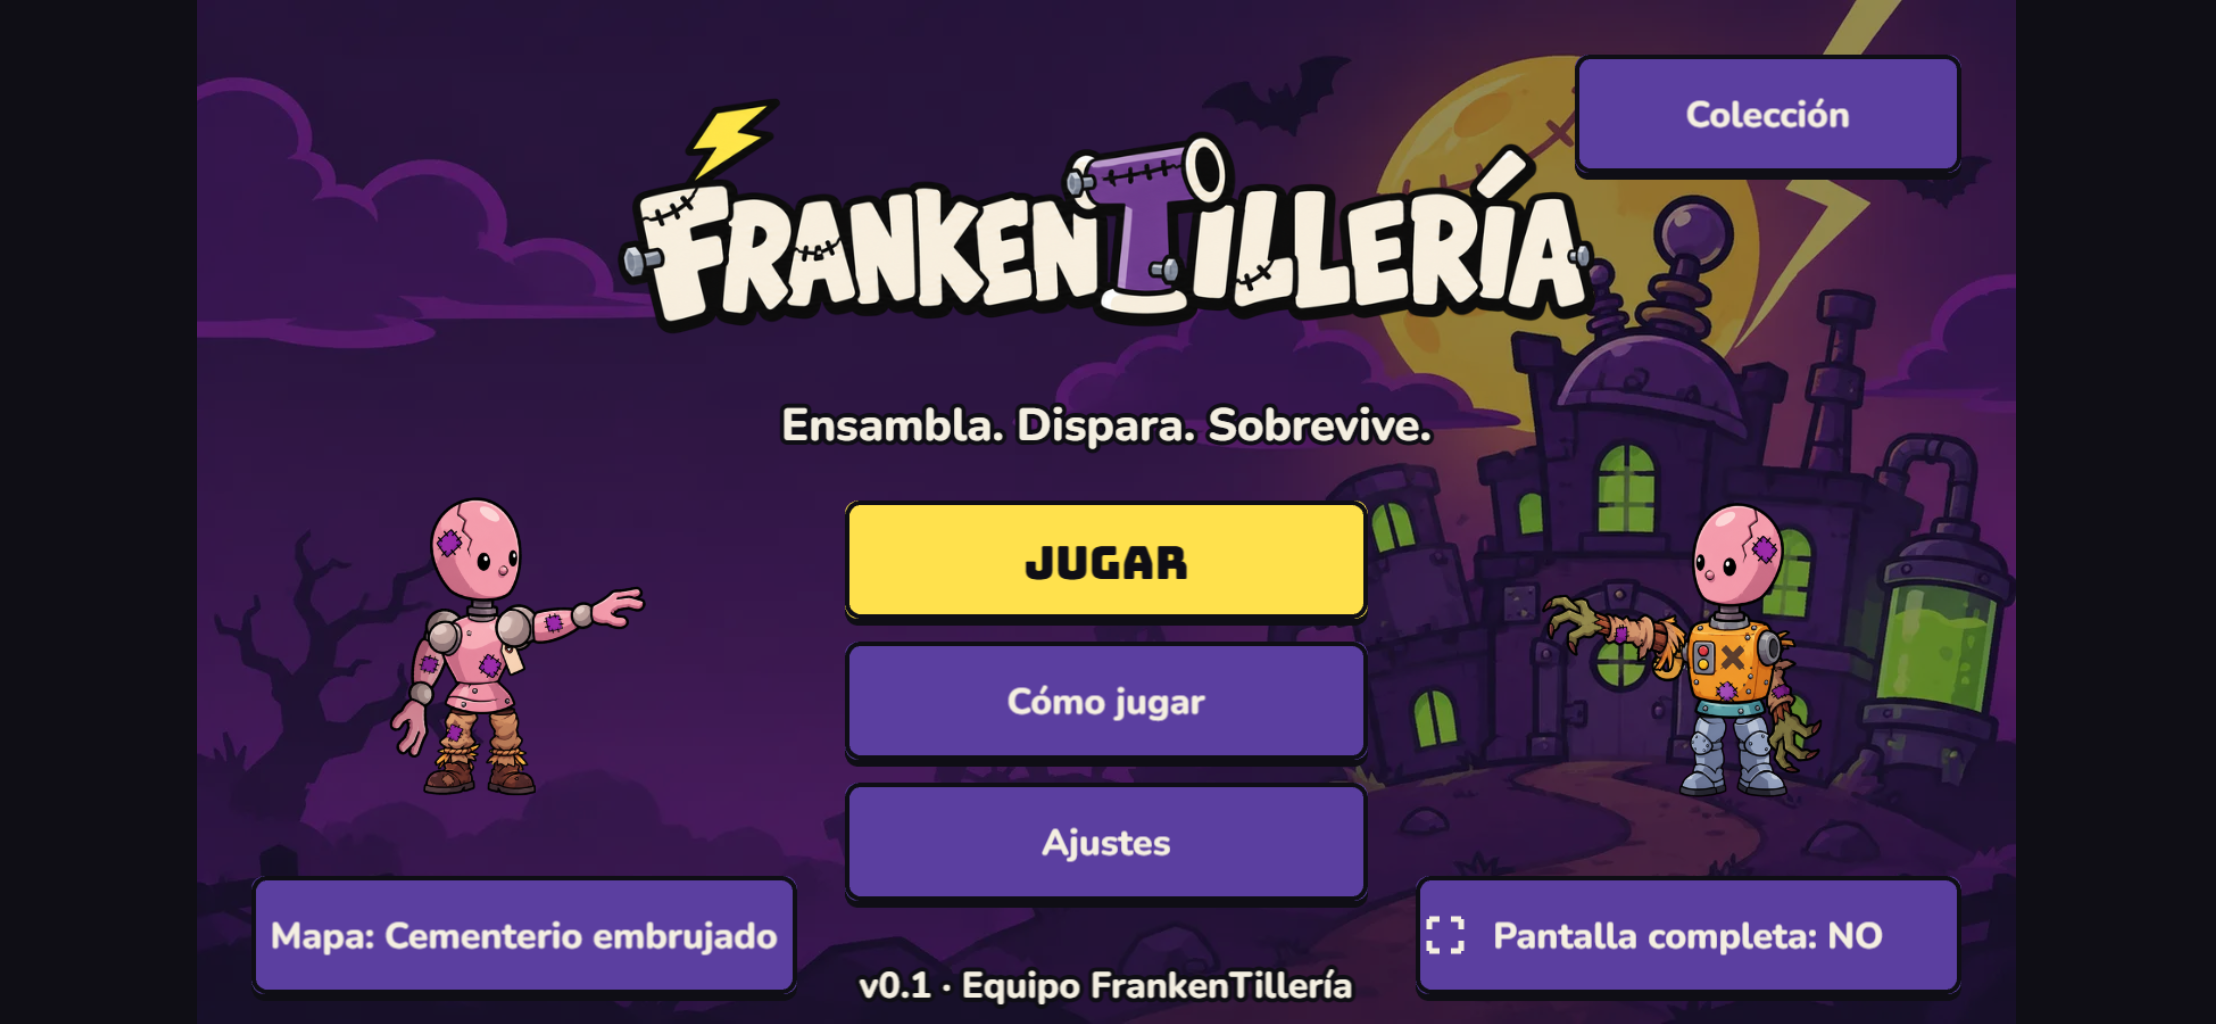 Colección
FRANKENTILLERÍA
Ensambla. Dispara. Sobrevive.
JUGAR
Cómo jugar
Ajustes
Mapa: Cementerio embrujado
Pantalla completa: NO
v0.1 · Equipo FrankenTillería